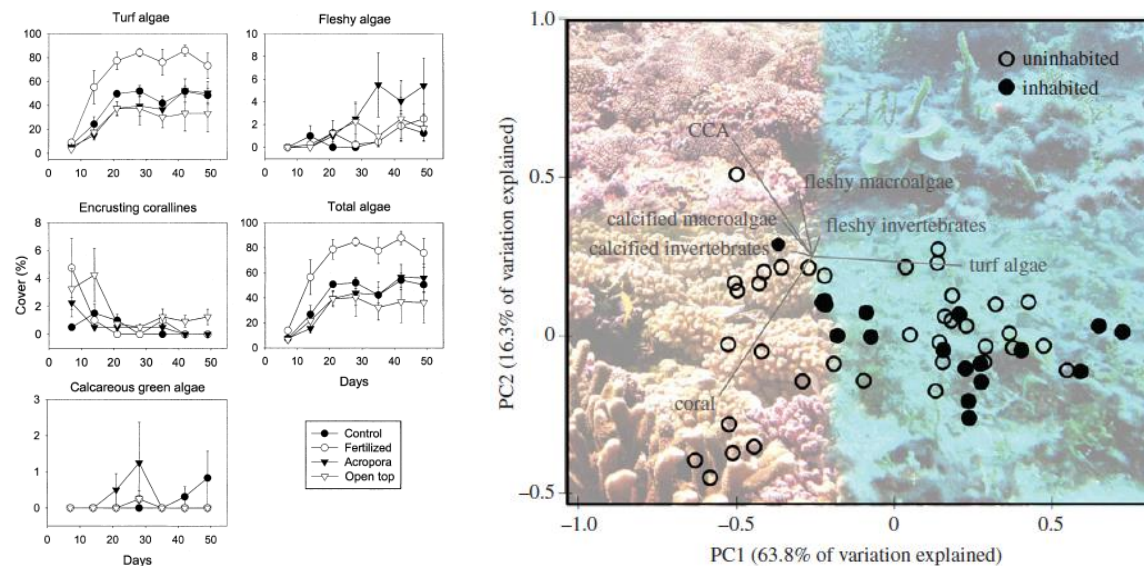 Turf algae
100
80
60
40
20
0
0 10 20 30 40 50
Fleshy algae
10
8
6
4
2
0
0 10 20 30 40 50
Encrusting corallines
8
6
4
2
0
0 10 20 30 40 50
Total algae
100
80
60
40
20
0
0 10 20 30 40 50
Days
Cover (%)
Calcareous green algae
3
2
1
0
0 10 20 30 40 50
Days
Control
Fertilized
Acropora
Open top
1.0
0.5
0
−0.5
PC2 (16.3% of variation explained)
uninhabited
inhabited
CCA
fleshy macroalgae
calcified macroalgae
fleshy invertebrates
calcified invertebrates
turf algae
coral
−1.0 −0.5 0 0.5
PC1 (63.8% of variation explained)